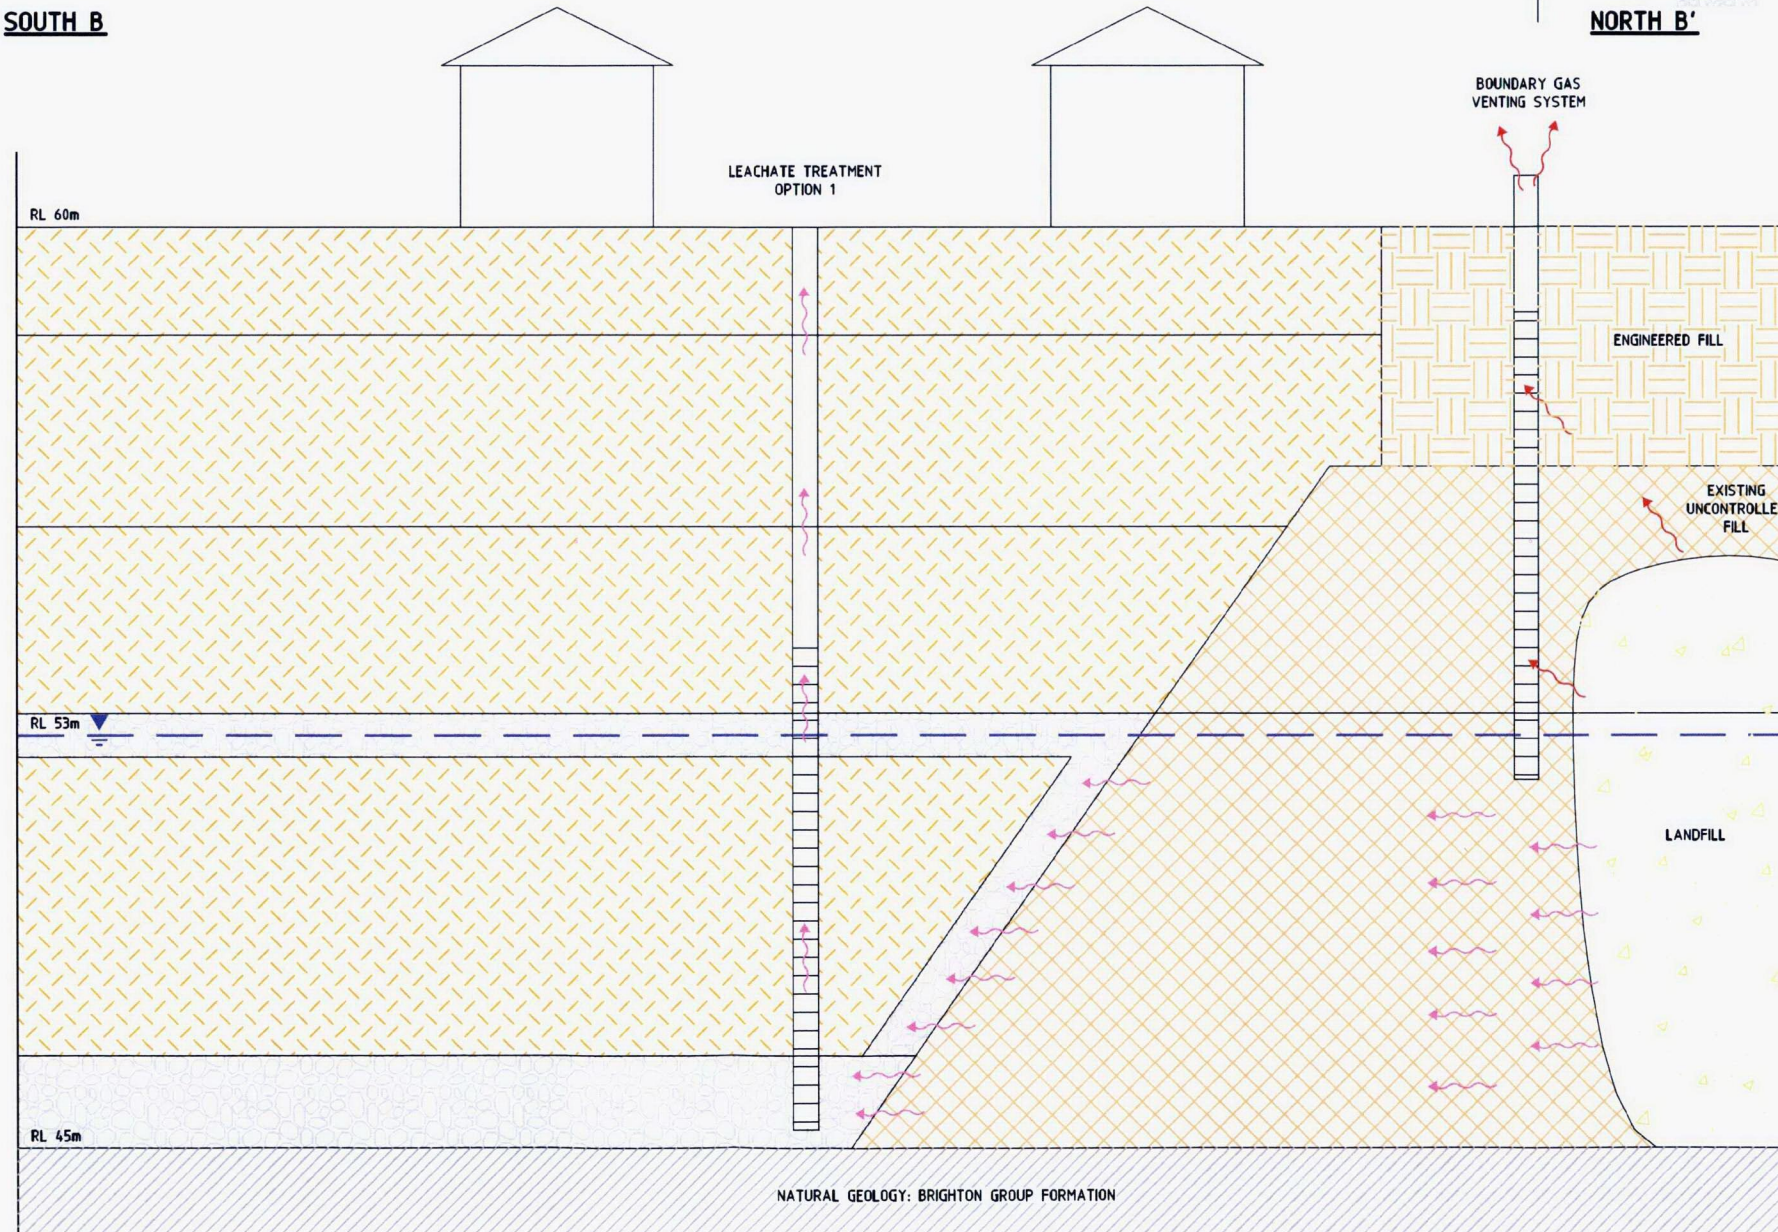 SOUTH B
NORTH B'
BOUNDARY GAS
VENTING SYSTEM
LEACHATE TREATMENT
OPTION 1
RL 60m
ENGINEERED FILL
EXISTING
UNCONTROLLE
FILL
RL 53m
LANDFILL
RL 45m
NATURAL GEOLOGY: BRIGHTON GROUP FORMATION